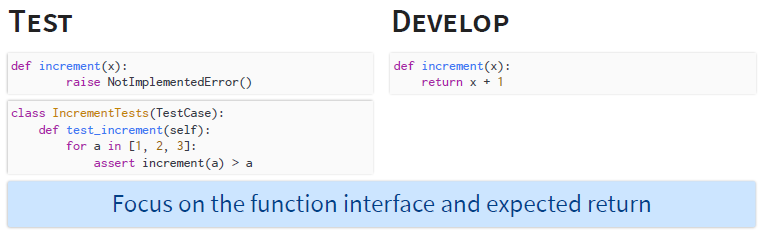 TEST
def increment(x):
        raise NotImplementedError()
class IncrementTests(TestCase):
    def test_increment(self):
        for a in [1, 2, 3]:
            assert increment(a) > a
DEVELOP
def increment(x):
    return x + 1
Focus on the function interface and expected return